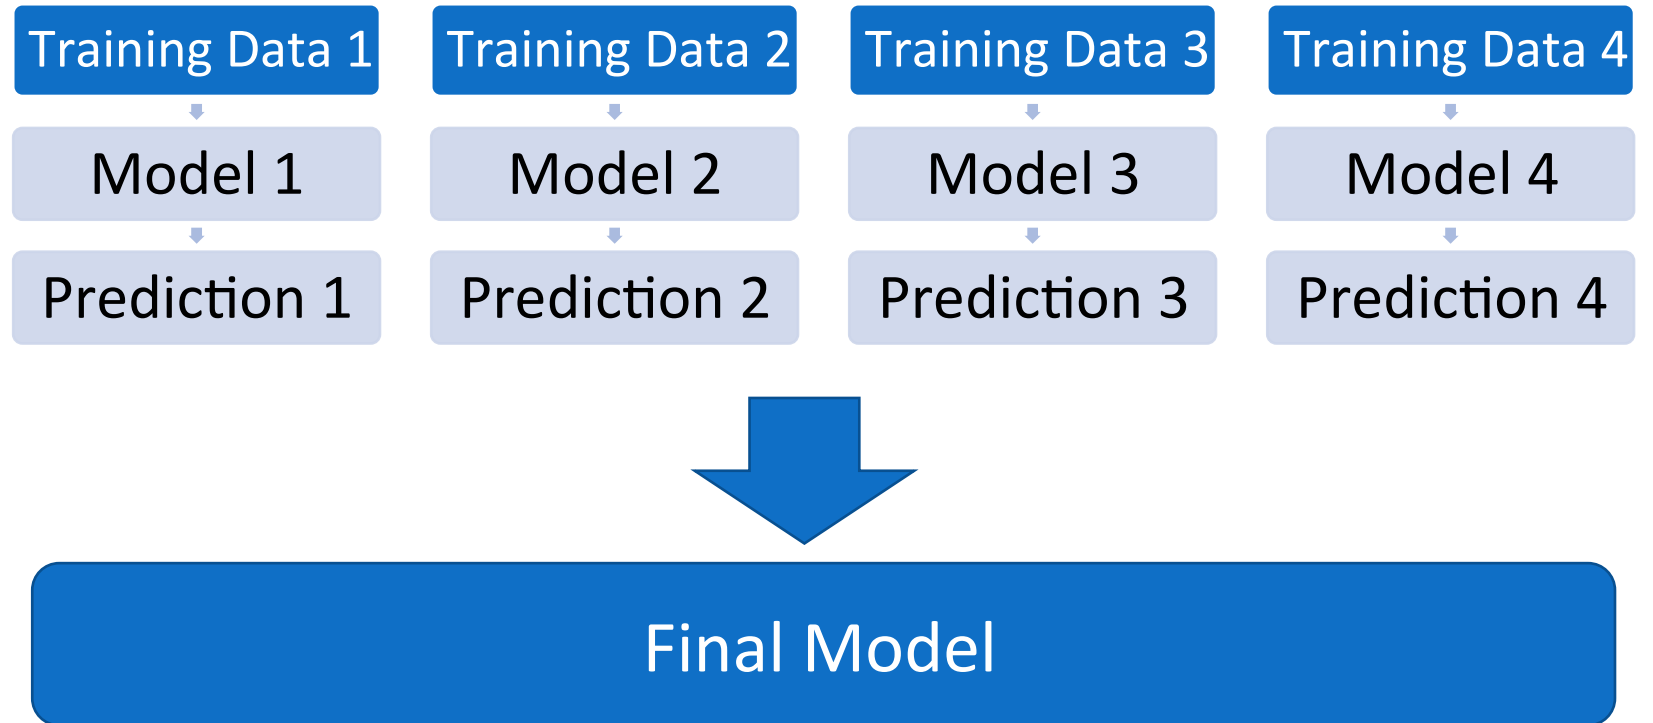 Training Data 1
Training Data 2
Training Data 3
Training Data 4
Model 1
Model 2
Model 3
Model 4
Prediction 1
Prediction 2
Prediction 3
Prediction 4
Final Model